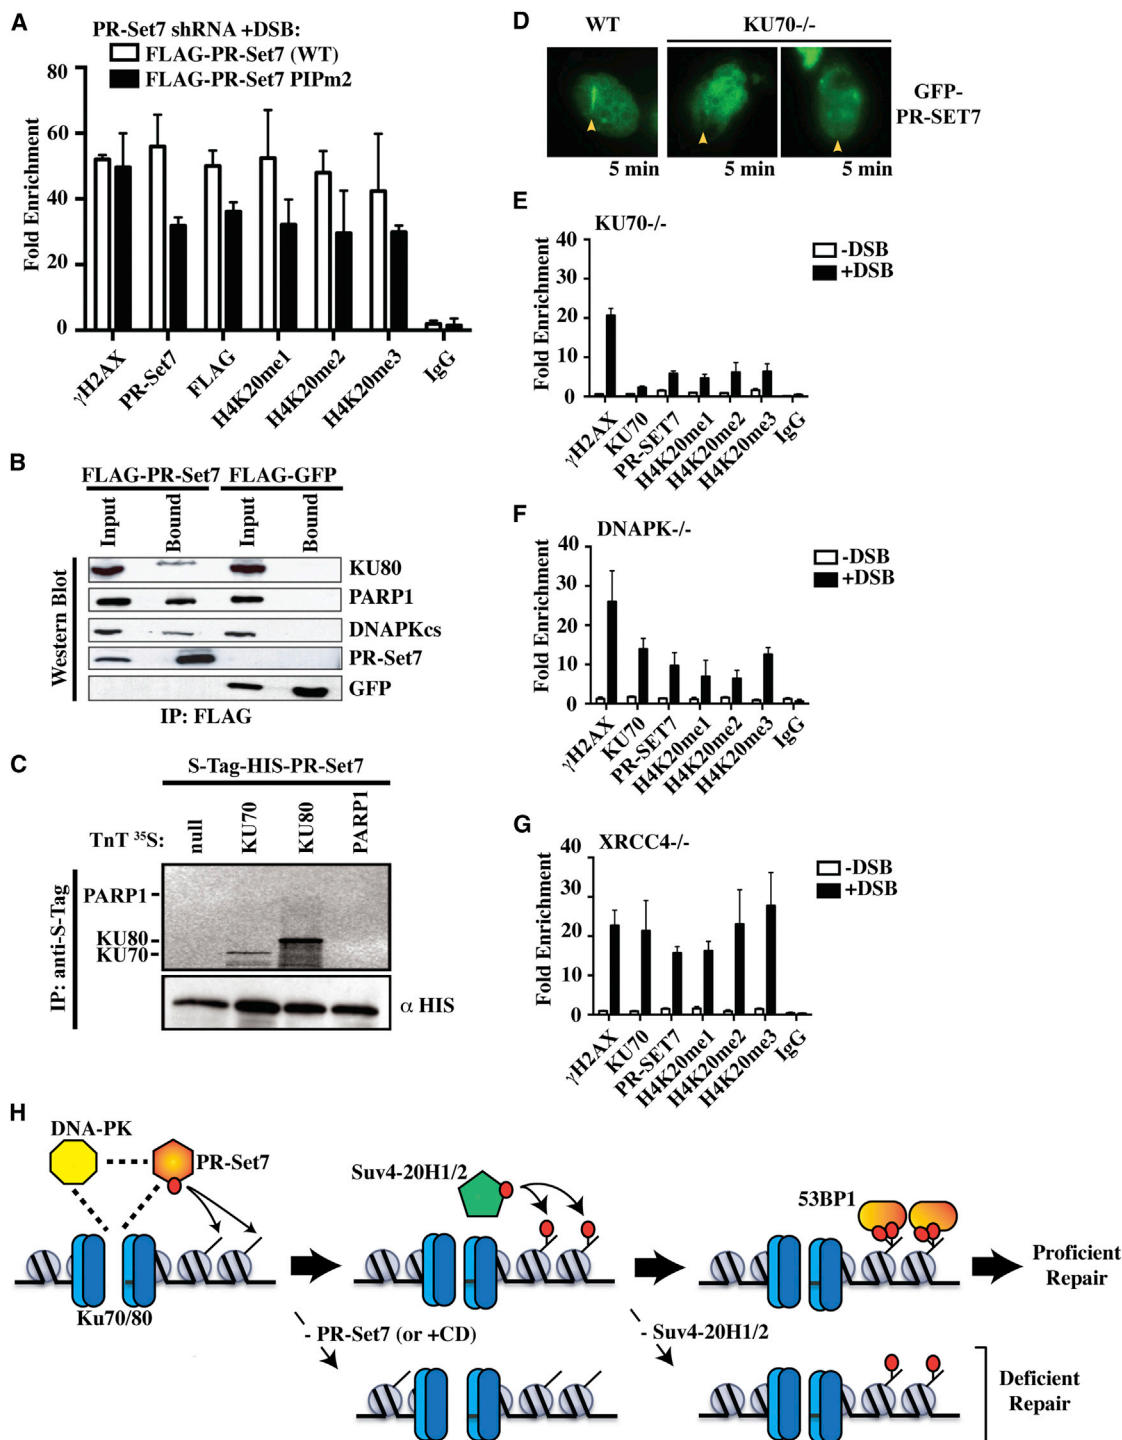 A
PR-Set7 shRNA +DSB:
FLAG-PR-Set7 (WT)
FLAG-PR-Set7 PIPm2
Fold Enrichment
80
60
40
20
0
γH2AX
PR-Set7
FLAG
H4K20me1
H4K20me2
H4K20me3
IgG
B
FLAG-PR-Set7 FLAG-GFP
Input
Bound
Input
Bound
Western Blot
KU80
PARP1
DNAPKcs
PR-Set7
GFP
IP: FLAG
C
S-Tag-HIS-PR-Set7
TnT ³⁵S:
null
KU70
KU80
PARP1
IP: anti-S-Tag
PARP1
KU80
KU70
α HIS
D
WT
KU70-/-
GFP-
PR-SET7
5 min
5 min
5 min
E
KU70-/-
Fold Enrichment
40
30
20
10
0
-DSB
+DSB
γH2AX
KU70
PR-SET7
H4K20me1
H4K20me2
H4K20me3
IgG
F
DNAPK-/-
Fold Enrichment
40
30
20
10
0
-DSB
+DSB
γH2AX
KU70
PR-SET7
H4K20me1
H4K20me2
H4K20me3
IgG
G
XRCC4-/-
Fold Enrichment
40
30
20
10
0
-DSB
+DSB
γH2AX
KU70
PR-SET7
H4K20me1
H4K20me2
H4K20me3
IgG
H
DNA-PK
PR-Set7
Ku70/80
Suv4-20H1/2
53BP1
Proficient
Repair
- PR-Set7 (or +CD)
- Suv4-20H1/2
Deficient
Repair